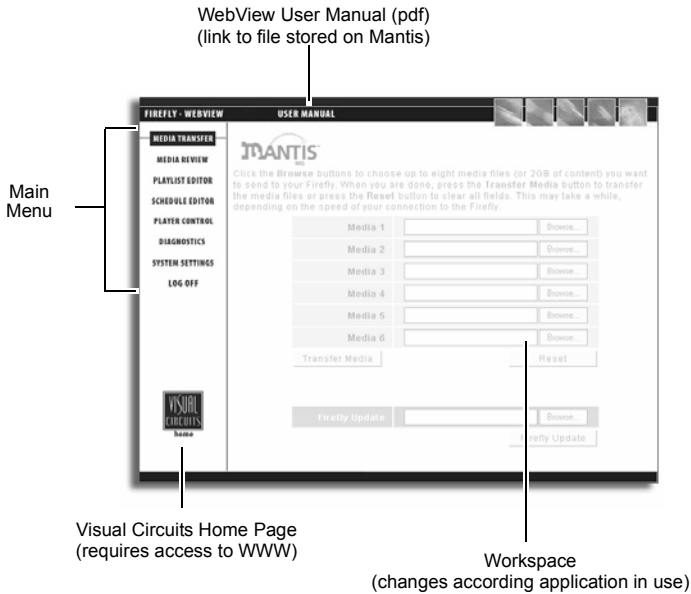 WebView User Manual (pdf)
(link to file stored on Mantis)
FIREFLY - WEBVIEW
USER MANUAL
Main
Menu
MEDIA TRANSFER
MEDIA REVIEW
PLAYLIST EDITOR
SCHEDULE EDITOR
PLAYER CONTROL
DIAGNOSTICS
SYSTEM SETTINGS
LOG OFF
MANTIS
MG
Click the Browse buttons to choose up to eight media files (or 2GB of content) you want
to send to your Firefly. When you are done, press the Transfer Media button to transfer
the media files or press the Reset button to clear all fields. This may take a while,
depending on the speed of your connection to the Firefly.
Media 1 Browse...
Media 2 Browse...
Media 3 Browse...
Media 4 Browse...
Media 5 Browse...
Media 6 Browse...
Transfer Media Reset
Firefly Update Browse...
Firefly Update
VISUAL
CIRCUITS
home
Visual Circuits Home Page
(requires access to WWW)
Workspace
(changes according application in use)